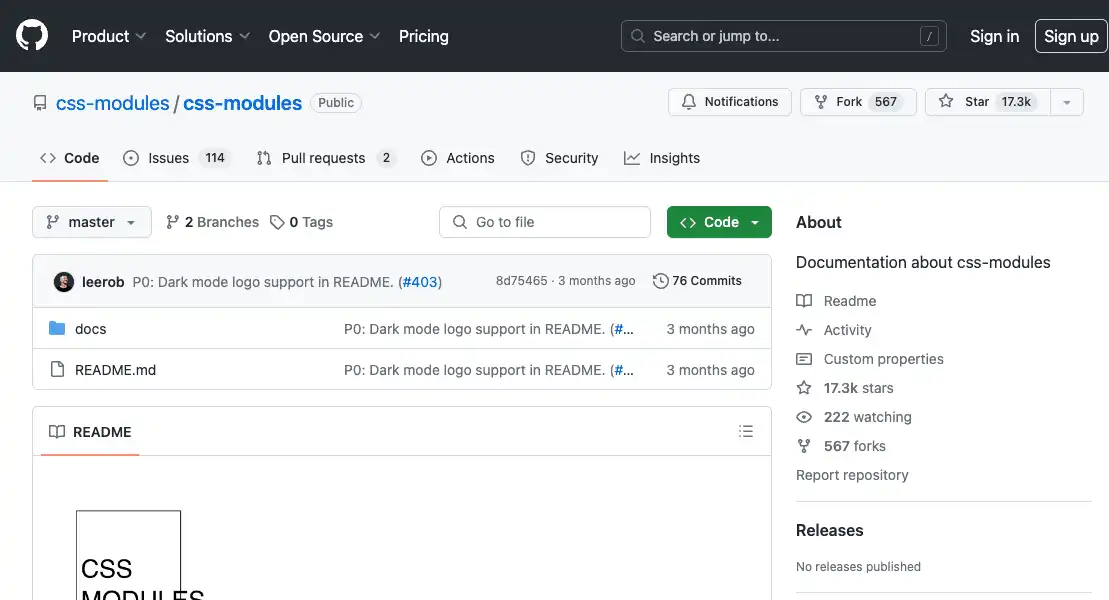 Product Solutions Open Source Pricing Search or jump to... / Sign in Sign up
css-modules / css-modules Public Notifications Fork 567 Star 17.3k
Code Issues 114 Pull requests 2 Actions Security Insights
master 2 Branches 0 Tags Go to file Code
leerob P0: Dark mode logo support in README. (#403) 8d75465 · 3 months ago 76 Commits
docs P0: Dark mode logo support in README. (#... 3 months ago
README.md P0: Dark mode logo support in README. (#... 3 months ago
README
CSS
MODULES
About
Documentation about css-modules
Readme
Activity
Custom properties
17.3k stars
222 watching
567 forks
Report repository
Releases
No releases published